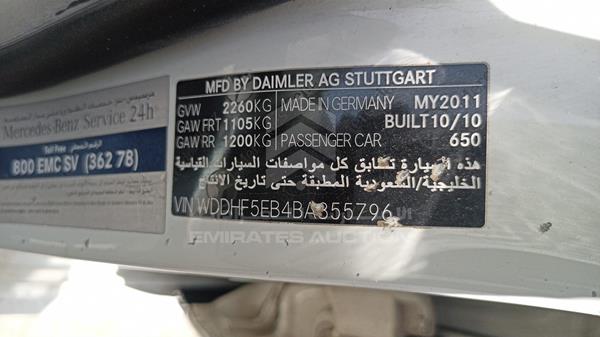 Mercedes-Benz Service 24h
Toll Free
800 EMC SV (362 78)
MFD BY DAIMLER AG STUTTGART
GVW 2260KG MADE IN GERMANY MY2011
GAW FRT 1105KG BUILT 10/10
GAW RR 1200KG PASSENGER CAR 650
هذه السيارة تطابق كل مواصفات السيارات القياسية
الخليجية/السعودية المطبقة حتى تاريخ الانتاج
VIN WDDHF5EB4BA355796
EMIRATES AUCTION